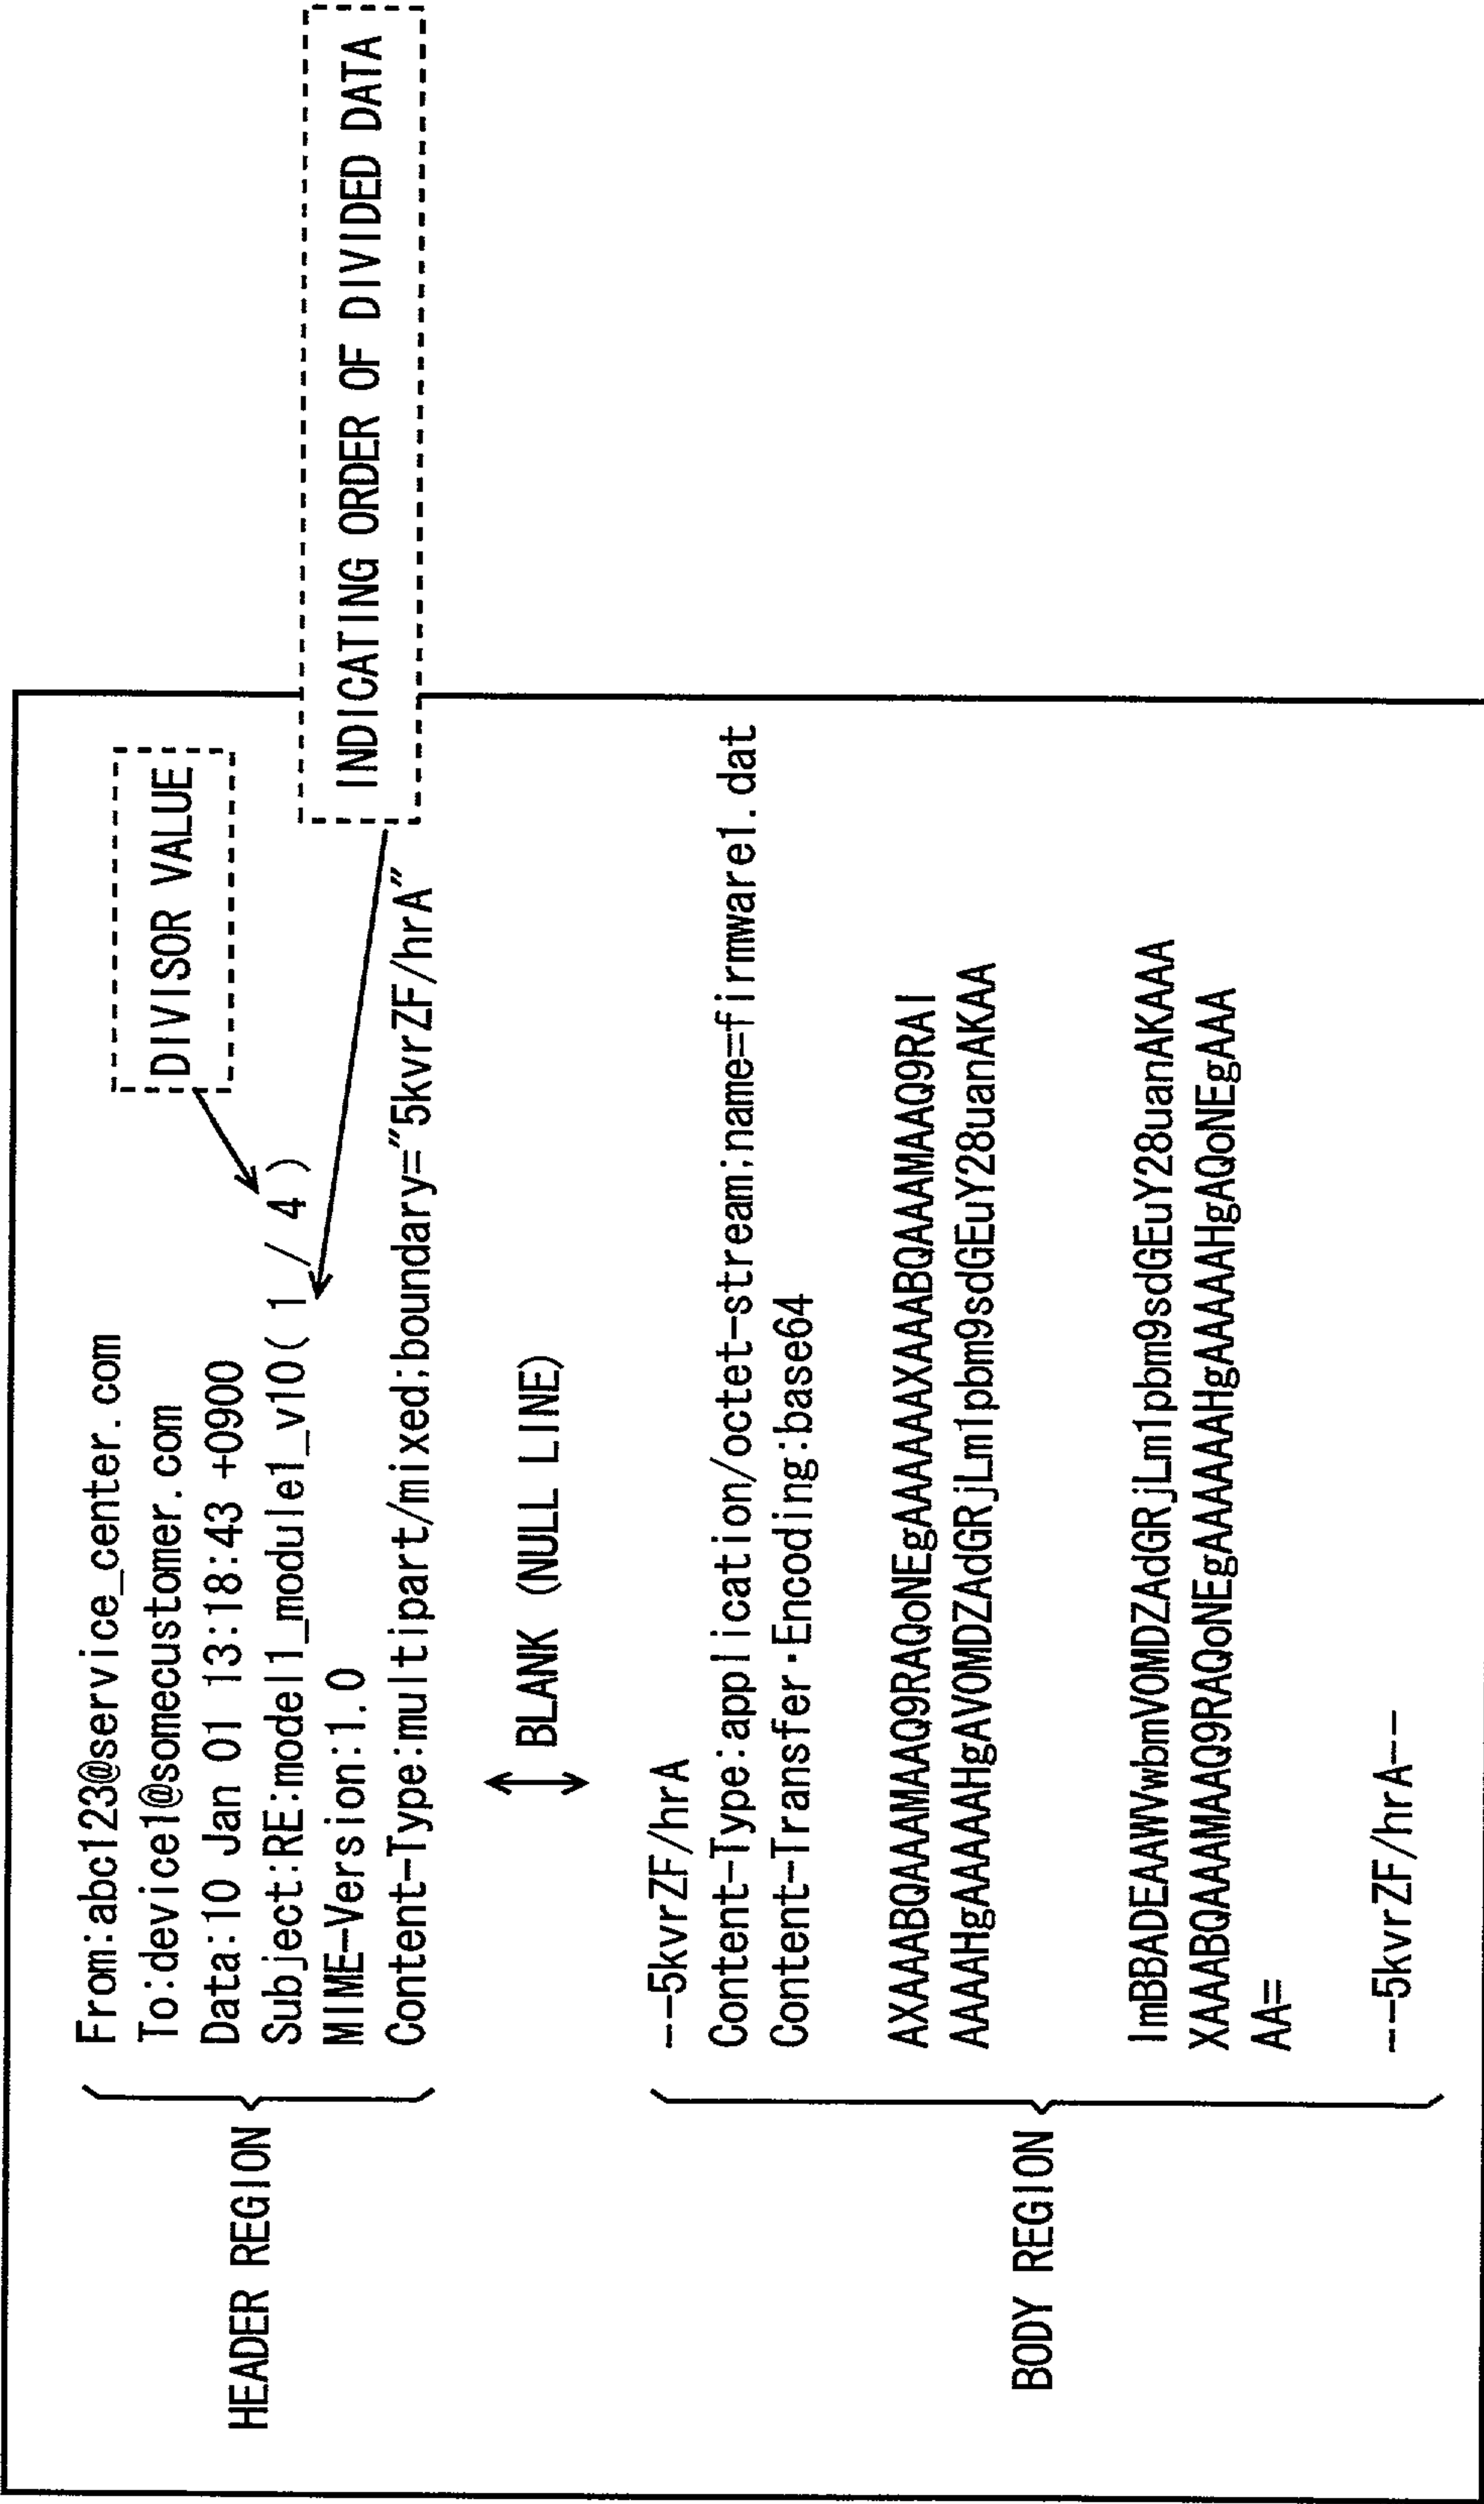 DIVISOR VALUE
INDICATING ORDER OF DIVIDED DATA
HEADER REGION
From:abc123@service_center.com
To:device1@somecustomer.com
Data:10 Jan 01 13:18:43 +0900
Subject:RE:model1_module1_v10( 1 / 4 )
MIME-Version:1.0
Content-Type:multipart/mixed;boundary="5kvrZF/hrA"
BLANK (NULL LINE)
BODY REGION
--5kvrZF/hrA
Content-Type:application/octet-stream;name=firmware1.dat
Content-Transfer-Encoding:base64
AXAAABQAAAMAAQ9RAQoNEgAAAAAAXAAABQAAAMAAQ9RAI
AAAAHgAAAAAHgAVOMDZAdGRjLm1pbm9sdGEuY28uanAKAA
ImBBADEAAWVwbmVOMDZAdGRjLm1pbm9sdGEuY28uanAKAAA
XAAABQAAAMAAQ9RAQoNEgAAAAAAHgAAAAAHgAQoNEgAAA
AA=
--5kvrZF/hrA--